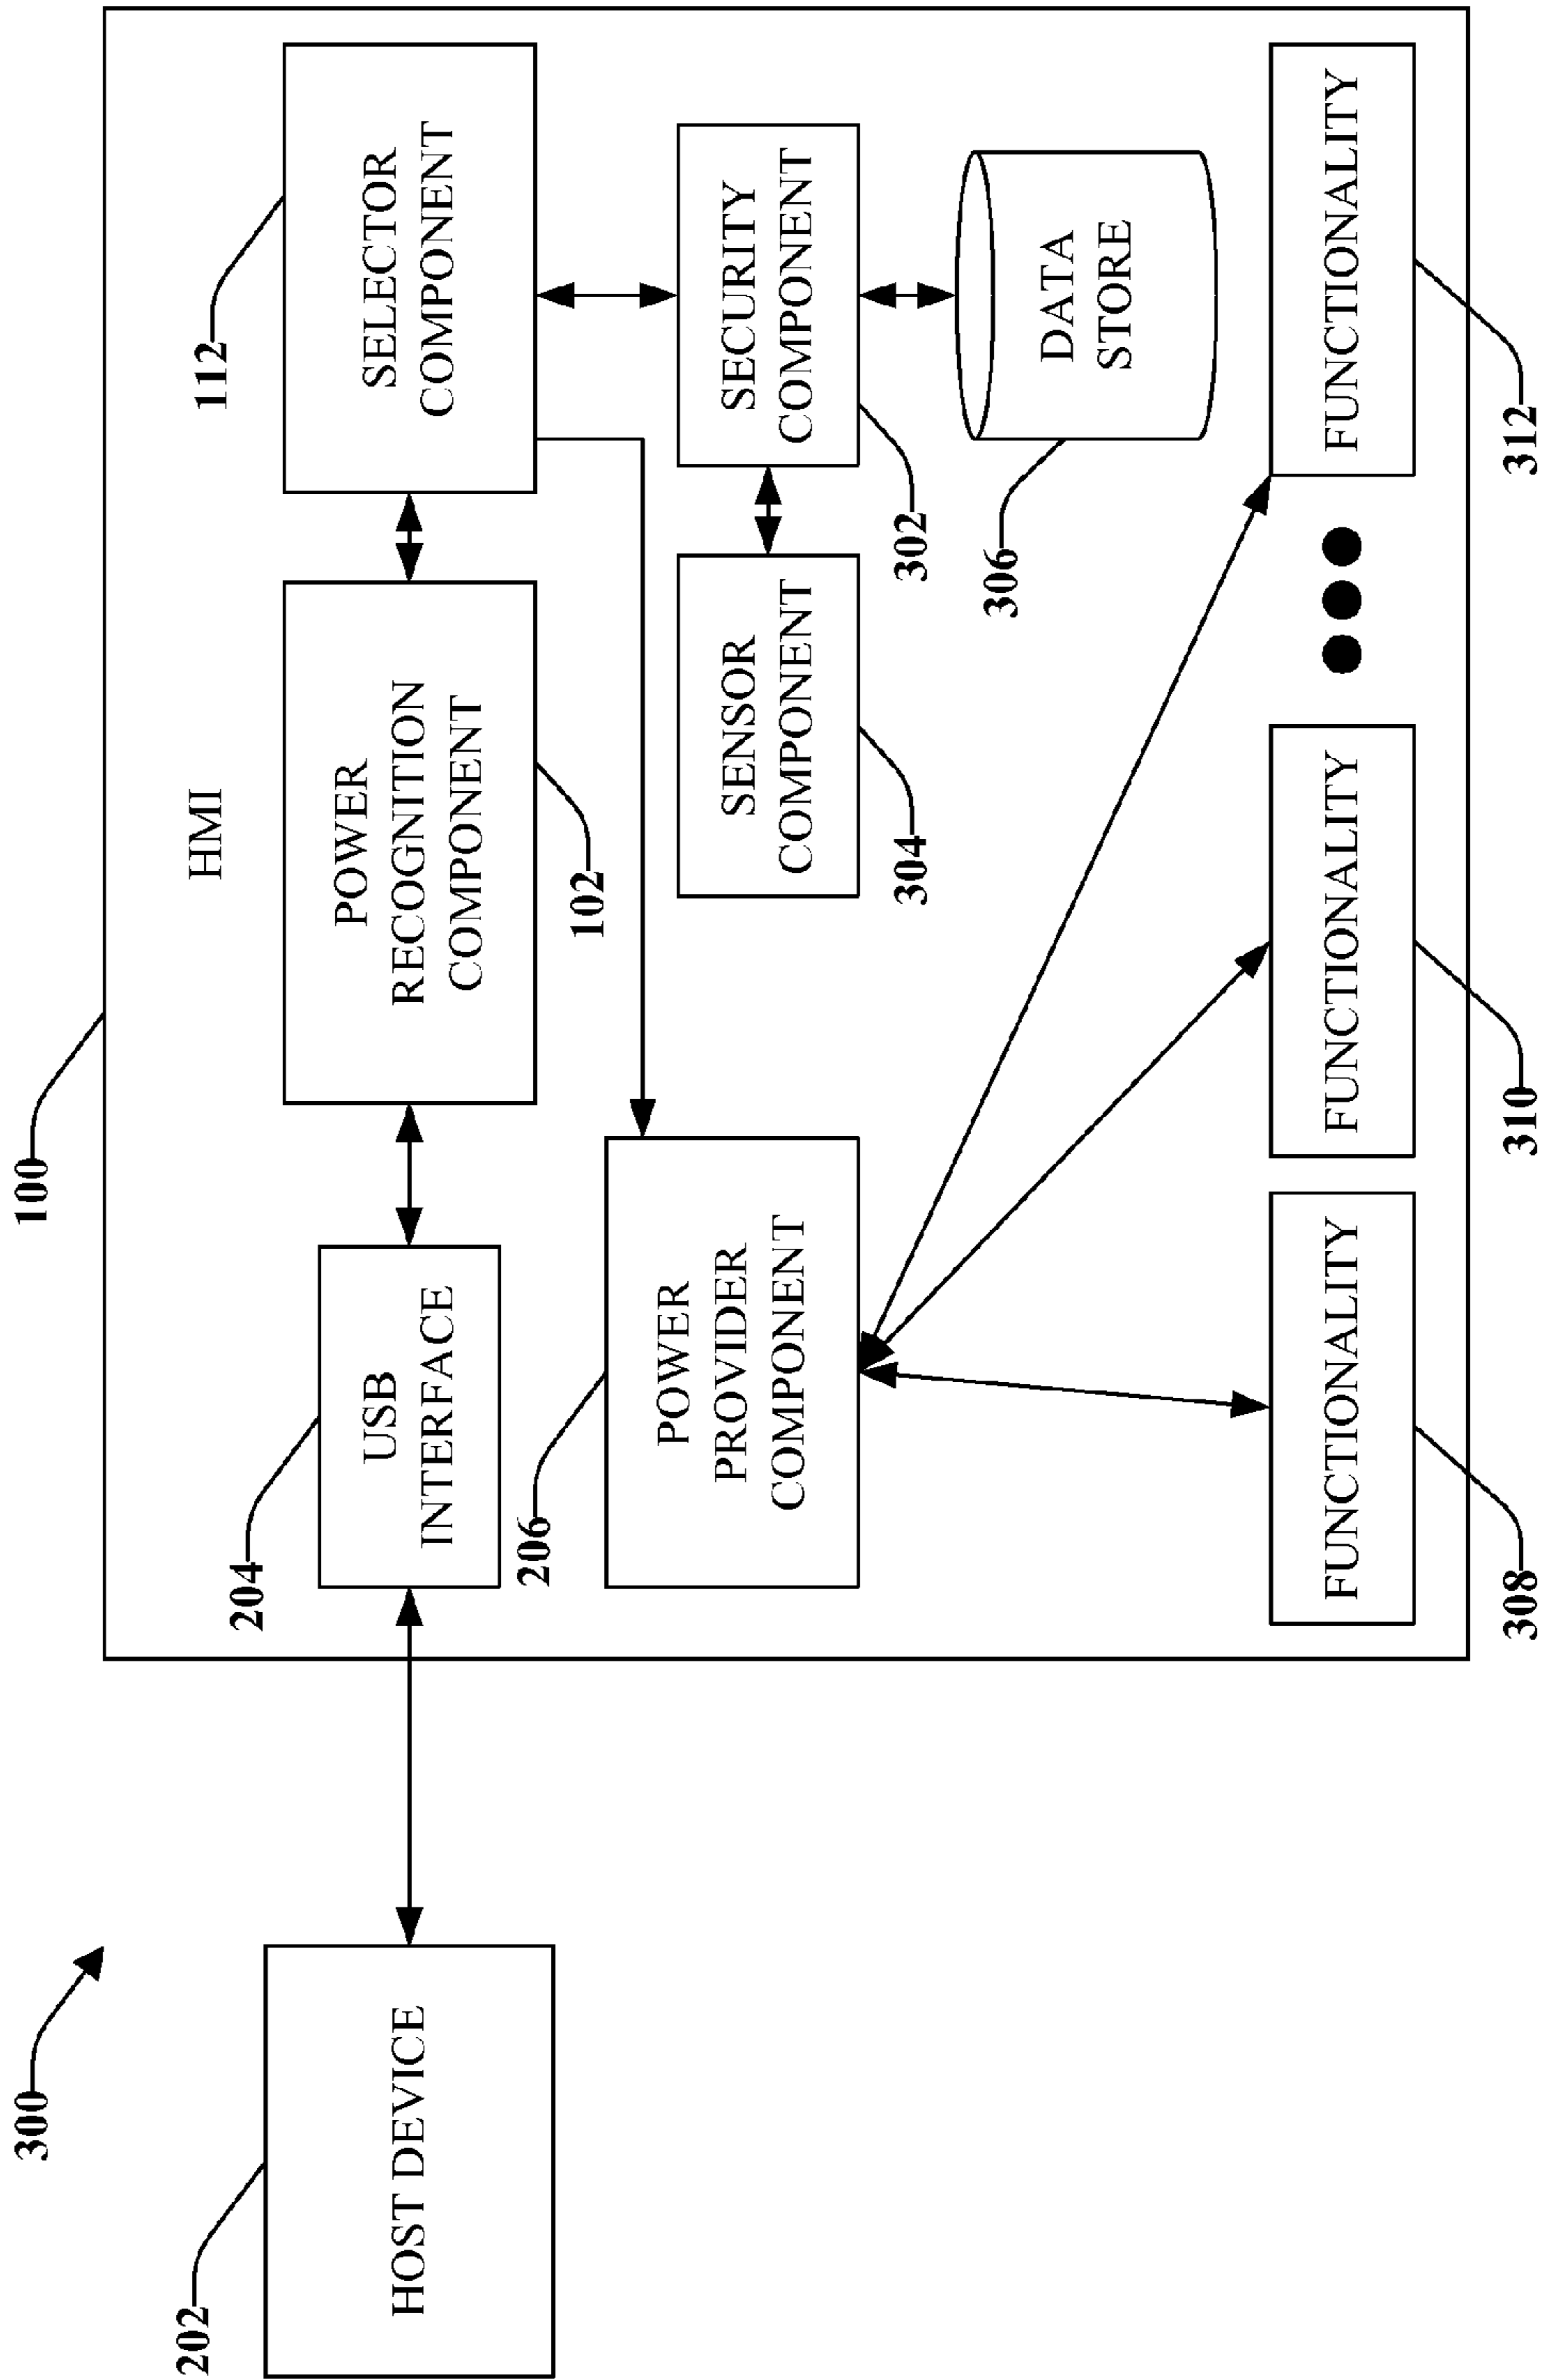 300
100
HMI
202
HOST DEVICE
204
USB
INTERFACE
POWER
RECOGNITION
COMPONENT
102
112
SELECTOR
COMPONENT
206
POWER
PROVIDER
COMPONENT
SENSOR
COMPONENT
304
SECURITY
COMPONENT
302
DATA
STORE
306
FUNCTIONALITY
308
FUNCTIONALITY
310
FUNCTIONALITY
312